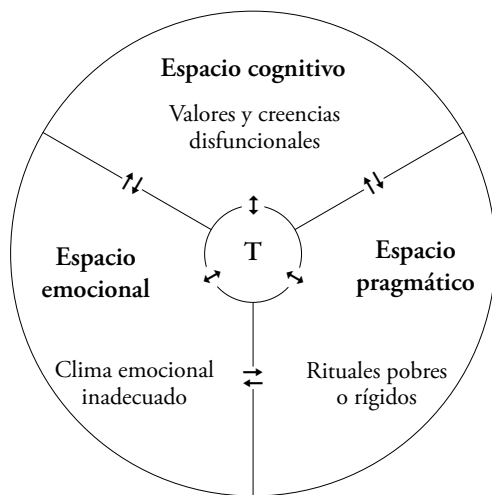 Espacio cognitivo
Valores y creencias
disfuncionales
T
Espacio
emocional
Clima emocional
inadecuado
Espacio
pragmático
Rituales pobres
o rígidos